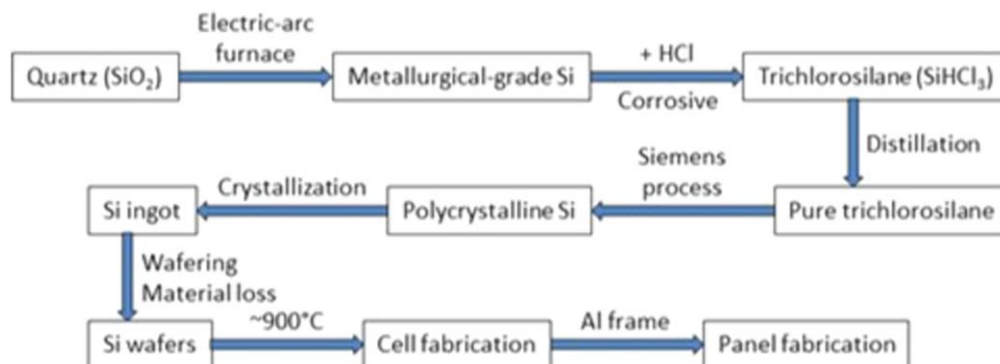 Electric-arc
furnace
Quartz (SiO₂)
Metallurgical-grade Si
+ HCl
Corrosive
Trichlorosilane (SiHCl₃)
Distillation
Pure trichlorosilane
Siemens
process
Polycrystalline Si
Crystallization
Si ingot
Wafering
Material loss
Si wafers
~900°C
Cell fabrication
Al frame
Panel fabrication